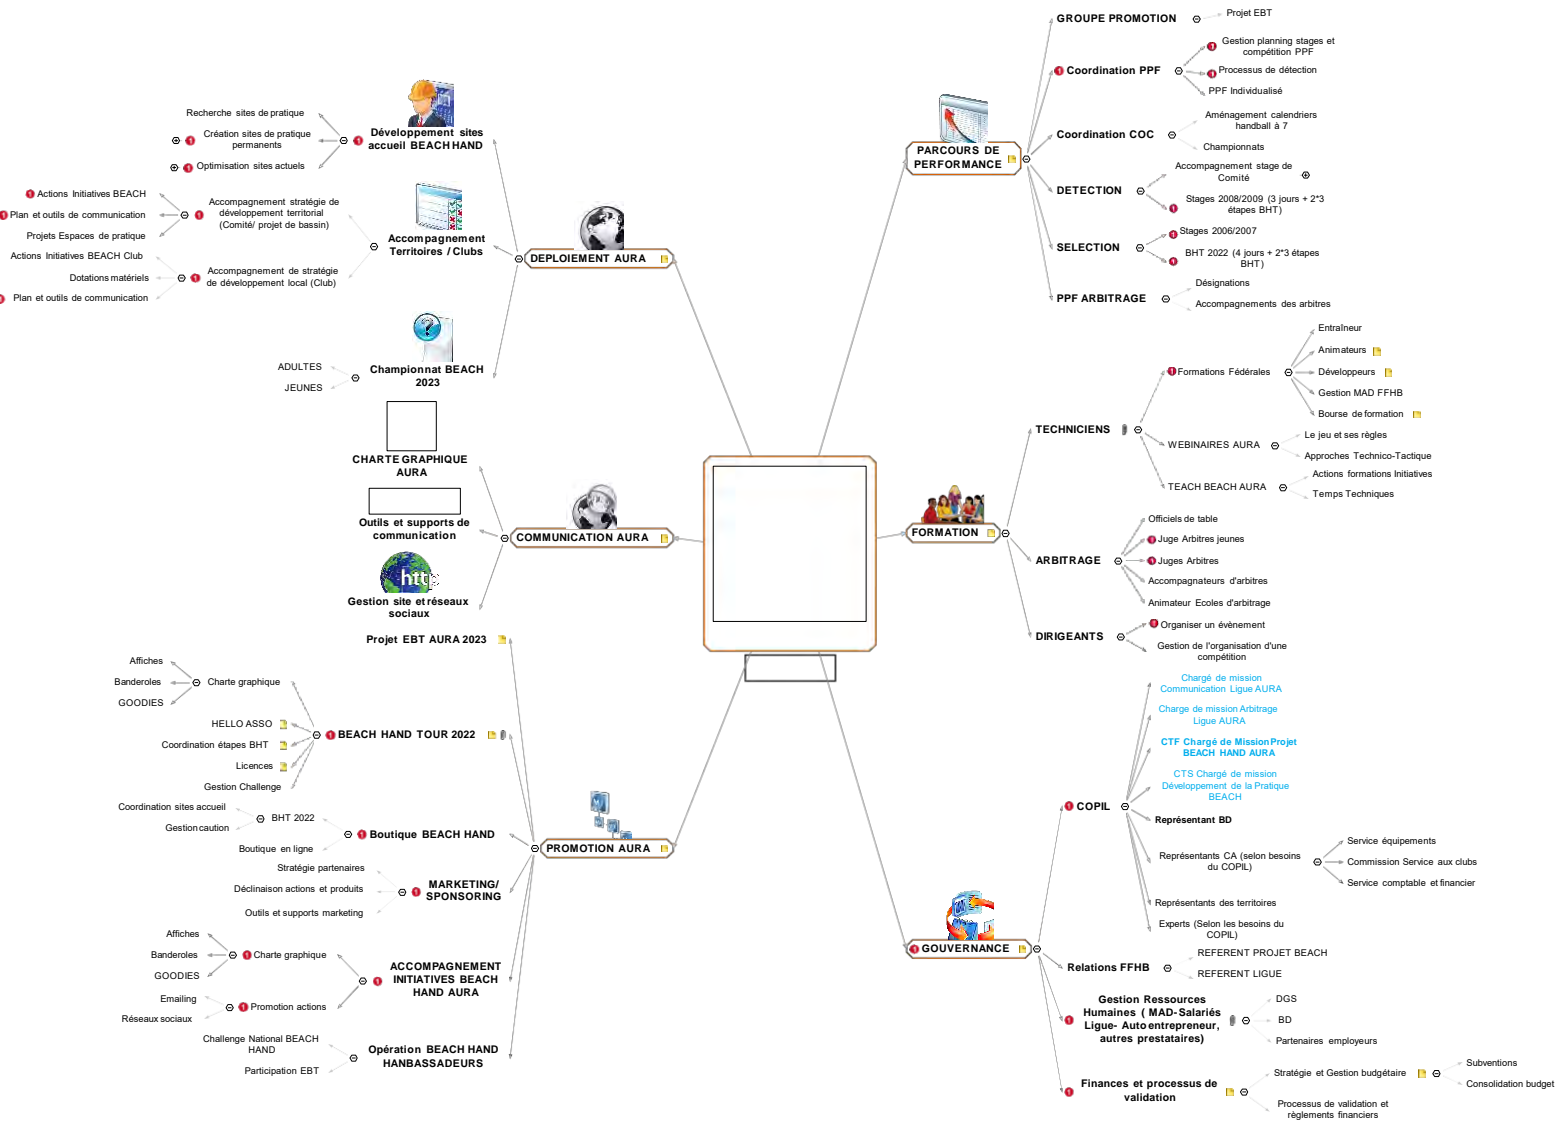 Recherche sites de pratique
Création sites de pratique
permanents
Optimisation sites actuels
Développement sites
accueil BEACH HAND
Actions Initiatives BEACH
Plan et outils de communication
Projets Espaces de pratique
Accompagnement stratégie de
développement territorial
(Comité/ projet de bassin)
Actions Initiatives BEACH Club
Dotations matériels
Plan et outils de communication
Accompagnement de stratégie
de développement local (Club)
Accompagnement
Territoires / Clubs
ADULTES
JEUNES
Championnat BEACH
2023
DEPLOIEMENT AURA
CHARTE GRAPHIQUE
AURA
Outils et supports de
communication
http
Gestion site et réseaux
sociaux
COMMUNICATION AURA
Projet EBT AURA 2023
Affiches
Banderoles
GOODIES
Charte graphique
HELLO ASSO
Coordination étapes BHT
Licences
Gestion Challenge
BEACH HAND TOUR 2022
Coordination sites accueil
Gestion caution
BHT 2022
Boutique en ligne
Boutique BEACH HAND
Stratégie partenaires
Déclinaison actions et produits
Outils et supports marketing
MARKETING/
SPONSORING
Affiches
Banderoles
GOODIES
Charte graphique
Emailing
Réseaux sociaux
Promotion actions
ACCOMPAGNEMENT
INITIATIVES BEACH
HAND AURA
Challenge National BEACH
HAND
Participation EBT
Opération BEACH HAND
HANBASSADEURS
PROMOTION AURA
PARCOURS DE
PERFORMANCE
GROUPE PROMOTION
Projet EBT
Coordination PPF
Gestion planning stages et
compétition PPF
Processus de détection
PPF Individualisé
Coordination COC
Aménagement calendriers
handball à 7
Championnats
DETECTION
Accompagnement stage de
Comité
Stages 2008/2009 (3 jours + 2*3
étapes BHT)
SELECTION
Stages 2006/2007
BHT 2022 (4 jours + 2*3 étapes
BHT)
PPF ARBITRAGE
Désignations
Accompagnements des arbitres
FORMATION
TECHNICIENS
Formations Fédérales
Entraîneur
Animateurs
Développeurs
Gestion MAD FFHB
Bourse de formation
WEBINAIRES AURA
Le jeu et ses règles
Approches Technico-Tactique
TEACH BEACH AURA
Actions formations Initiatives
Temps Techniques
ARBITRAGE
Officiels de table
Juge Arbitres jeunes
Juges Arbitres
Accompagnateurs d'arbitres
Animateur Ecoles d'arbitrage
DIRIGEANTS
Organiser un évènement
Gestion de l'organisation d'une
compétition
GOUVERNANCE
COPIL
Chargé de mission
Communication Ligue AURA
Charge de mission Arbitrage
Ligue AURA
CTF Chargé de Mission Projet
BEACH HAND AURA
CTS Chargé de mission
Développement de la Pratique
BEACH
Représentant BD
Représentants CA (selon besoins
du COPIL)
Service équipements
Commission Service aux clubs
Service comptable et financier
Représentants des territoires
Experts (Selon les besoins du
COPIL)
Relations FFHB
REFERENT PROJET BEACH
REFERENT LIGUE
Gestion Ressources
Humaines ( MAD- Salariés
Ligue- Auto entrepreneur,
autres prestataires)
DGS
BD
Partenaires employeurs
Finances et processus de
validation
Stratégie et Gestion budgétaire
Subventions
Consolidation budget
Processus de validation et
règlements financiers